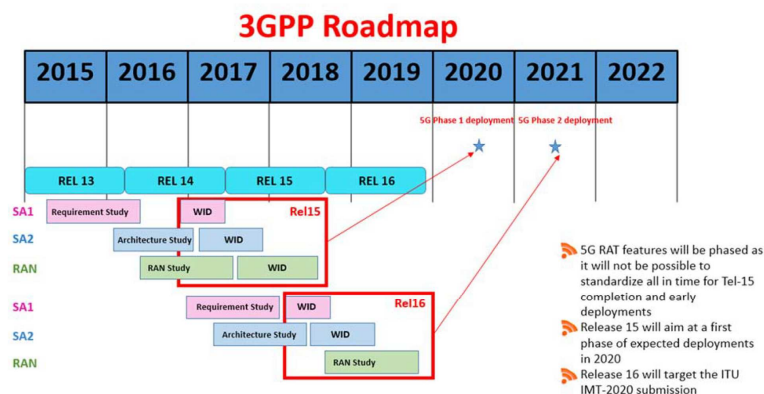 3GPP Roadmap
2015 2016 2017 2018 2019 2020 2021 2022
5G Phase 1 deployment 5G Phase 2 deployment
REL 13 REL 14 REL 15 REL 16
SA1 Requirement Study WID Rel15
SA2 Architecture Study WID
RAN RAN Study WID
SA1 Requirement Study WID Rel16
SA2 Architecture Study WID
RAN RAN Study
5G RAT features will be phased as
it will not be possible to
standardize all in time for Tel-15
completion and early
deployments
Release 15 will aim at a first
phase of expected deployments
in 2020
Release 16 will target the ITU
IMT-2020 submission